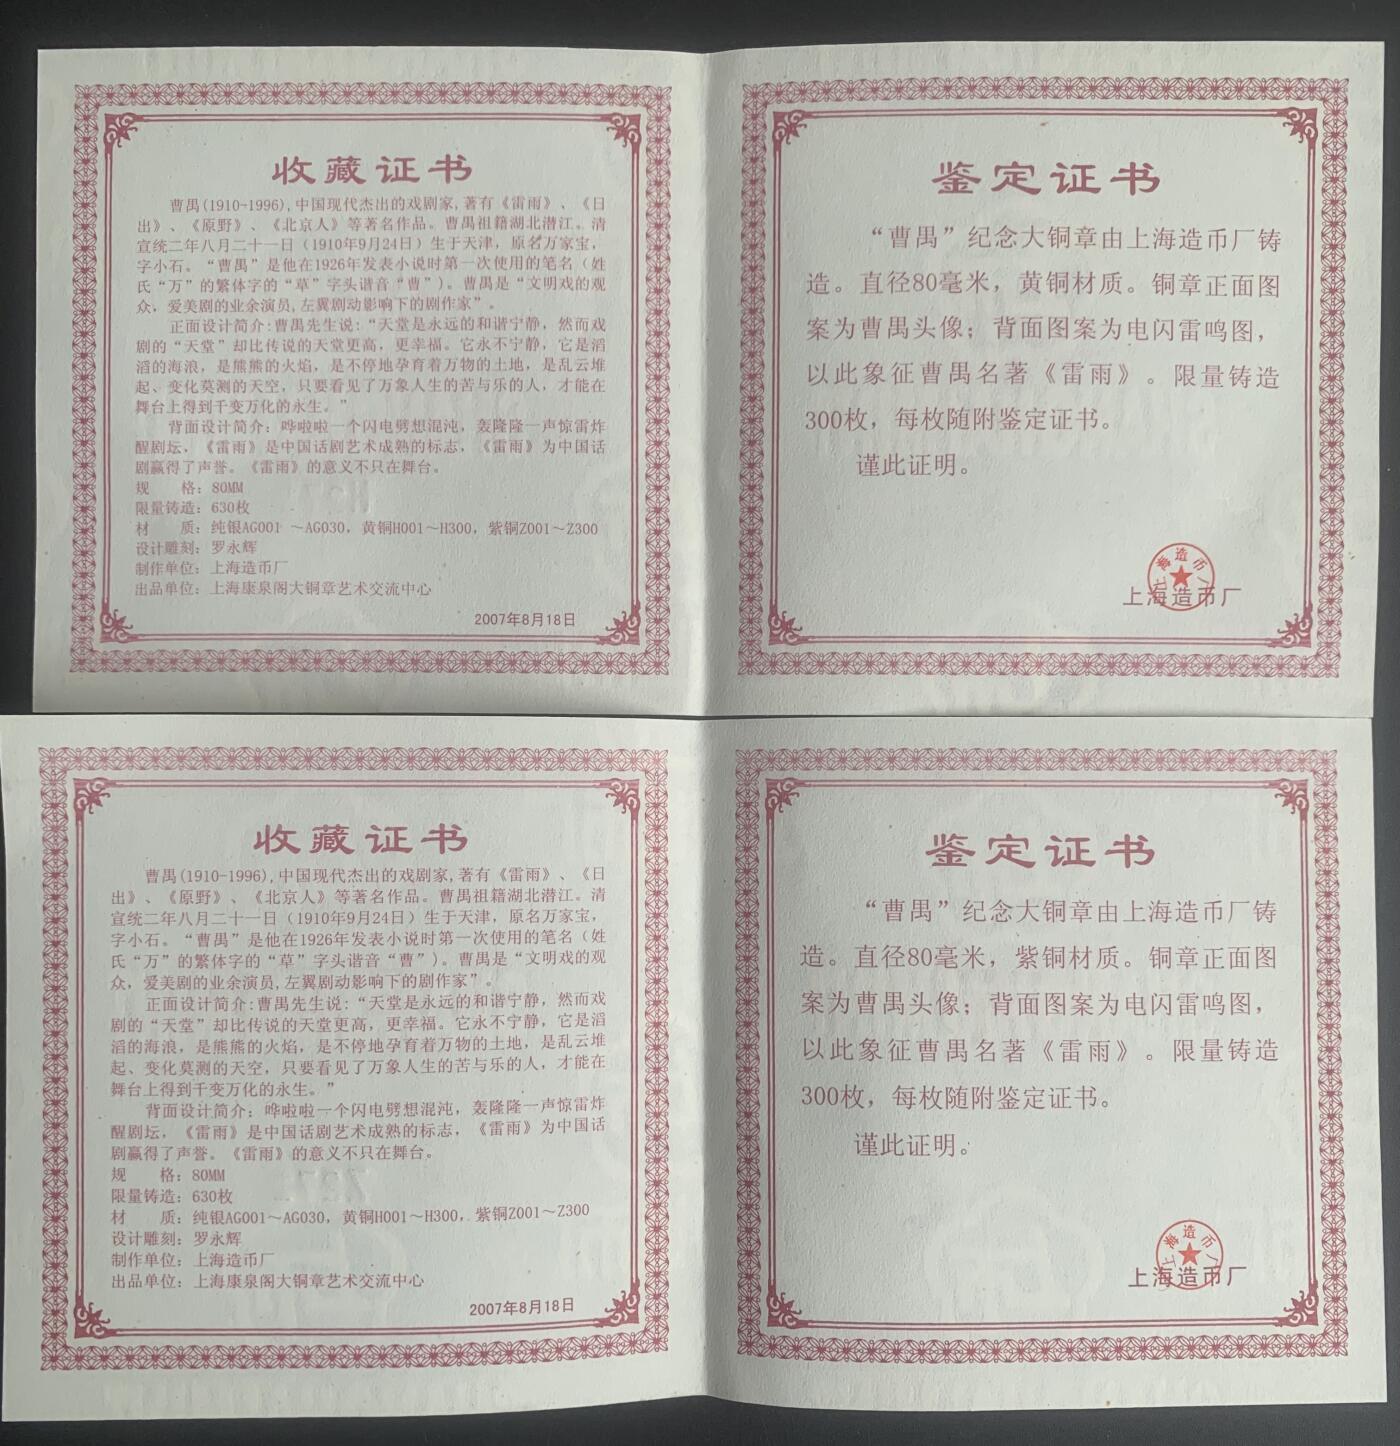 收藏证书
曹禺(1910-1996),中国现代杰出的戏剧家,著有《雷雨》、《日
出》、《原野》、《北京人》等著名作品。曹禺祖籍湖北潜江。清
宣统二年八月二十一日（1910年9月24日）生于天津，原名万家宝，
字小石。“曹禺”是他在1926年发表小说时第一次使用的笔名（姓
氏“万”的繁体字的“草”字头谐音“曹”）。曹禺是“文明戏的观
众，爱美剧的业余演员,左翼剧动影响下的剧作家”。
正面设计简介:曹禺先生说:“天堂是永远的和谐宁静，然而戏
剧的“天堂”却比传说的天堂更高，更幸福。它永不宁静，它是滔
滔的海浪，是熊熊的火焰，是不停地孕育着万物的土地，是乱云堆
起、变化莫测的天空，只要看见了万象人生的苦与乐的人，才能在
舞台上得到千变万化的永生。”
背面设计简介：哗啦啦一个闪电劈想混沌，轰隆隆一声惊雷炸
醒剧坛，《雷雨》是中国话剧艺术成熟的标志，《雷雨》为中国话
剧赢得了声誉。《雷雨》的意义不只在舞台。
规　　格：80MM
限量铸造：630枚
材　　质：纯银AG001 ～AG030，黄铜H001～H300，紫铜Z001～Z300
设计雕刻：罗永辉
制作单位：上海造币厂
出品单位：上海康泉阁大铜章艺术交流中心
2007年8月18日
鉴定证书
“曹禺”纪念大铜章由上海造币厂铸
造。直径80毫米，黄铜材质。铜章正面图
案为曹禺头像；背面图案为电闪雷鸣图，
以此象征曹禺名著《雷雨》。限量铸造
300枚，每枚随附鉴定证书。
谨此证明。
上海造币厂
上海造币厂
收藏证书
曹禺(1910-1996),中国现代杰出的戏剧家,著有《雷雨》、《日
出》、《原野》、《北京人》等著名作品。曹禺祖籍湖北潜江。清
宣统二年八月二十一日（1910年9月24日）生于天津，原名万家宝，
字小石。“曹禺”是他在1926年发表小说时第一次使用的笔名（姓
氏“万”的繁体字的“草”字头谐音“曹”）。曹禺是“文明戏的观
众，爱美剧的业余演员,左翼剧动影响下的剧作家”。
正面设计简介:曹禺先生说:“天堂是永远的和谐宁静，然而戏
剧的“天堂”却比传说的天堂更高，更幸福。它永不宁静，它是滔
滔的海浪，是熊熊的火焰，是不停地孕育着万物的土地，是乱云堆
起、变化莫测的天空，只要看见了万象人生的苦与乐的人，才能在
舞台上得到千变万化的永生。”
背面设计简介：哗啦啦一个闪电劈想混沌，轰隆隆一声惊雷炸
醒剧坛，《雷雨》是中国话剧艺术成熟的标志，《雷雨》为中国话
剧赢得了声誉。《雷雨》的意义不只在舞台。
规　　格：80MM
限量铸造：630枚
材　　质：纯银AG001～AG030，黄铜H001～H300，紫铜Z001～Z300
设计雕刻：罗永辉
制作单位：上海造币厂
出品单位：上海康泉阁大铜章艺术交流中心
2007年8月18日
鉴定证书
“曹禺”纪念大铜章由上海造币厂铸
造。直径80毫米，紫铜材质。铜章正面图
案为曹禺头像；背面图案为电闪雷鸣图，
以此象征曹禺名著《雷雨》。限量铸造
300枚，每枚随附鉴定证书。
谨此证明。
上海造币厂
上海造币厂